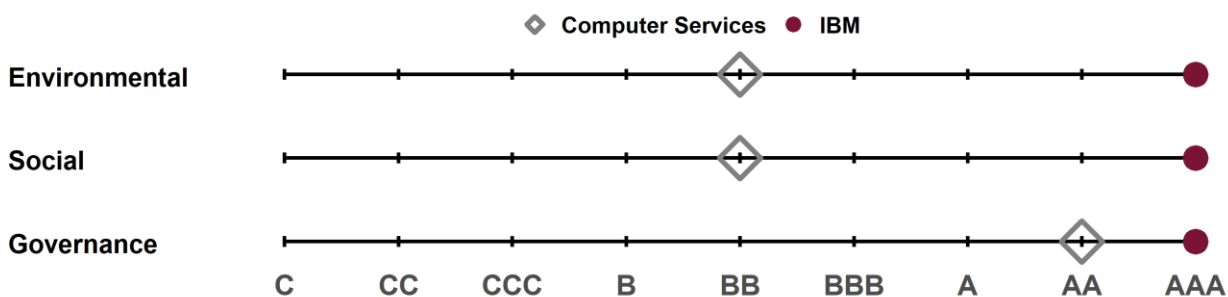 Computer Services IBM
Environmental
Social
Governance
C CC CCC B BB BBB A AA AAA